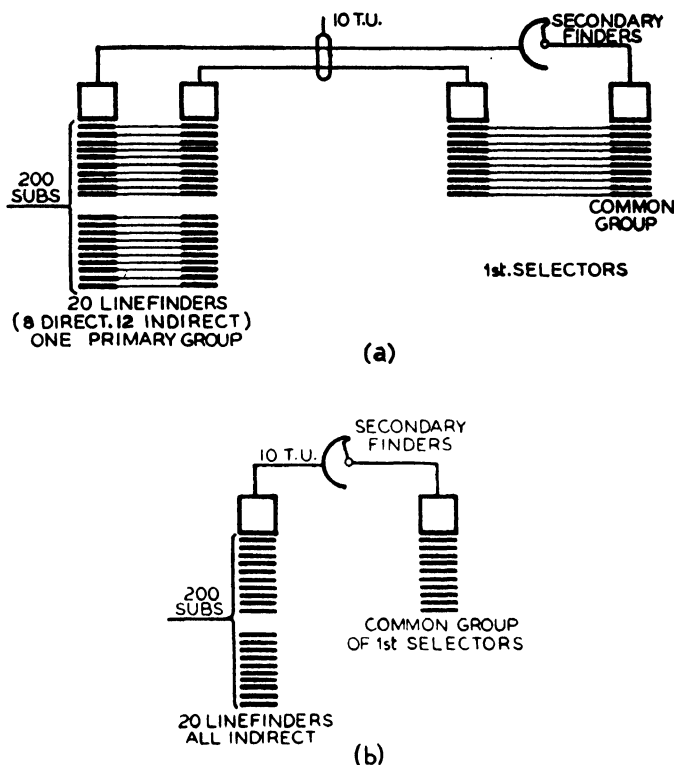 10 T.U.
SECONDARY
FINDERS
200
SUBS
COMMON
GROUP
1st. SELECTORS
20 LINEFINDERS
(8 DIRECT. 12 INDIRECT)
ONE PRIMARY GROUP
(a)
SECONDARY
FINDERS
10 T.U.
200
SUBS
COMMON GROUP
OF 1st SELECTORS
20 LINEFINDERS
ALL INDIRECT
(b)